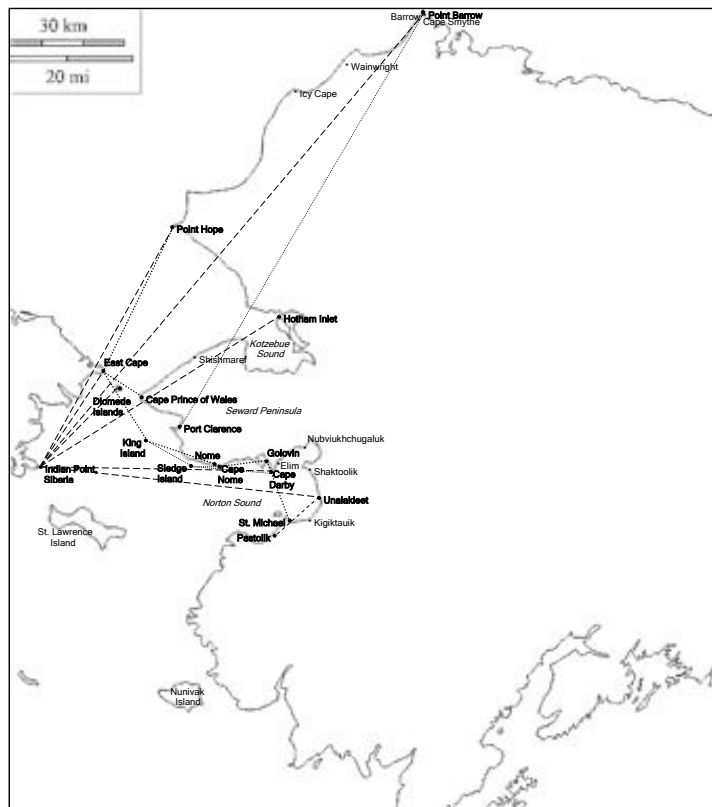 30 km
20 mi
Barrow
Point Barrow
Cape Smythe
Wainwright
Icy Cape
Point Hope
Hotham Inlet
Kotzebue
Sound
Shishmaref
East Cape
Diomede
Islands
Cape Prince of Wales
Seward Peninsula
Port Clarence
King
Island
Nubviukhchugaluk
Nome
Golovin
Elim
Shaktoolik
Indian Point,
Siberia
Sledge
Island
Cape
Nome
Cape
Darby
Norton Sound
Unalakleet
St. Lawrence
Island
St. Michael
Kigiktauik
Pastolik
Nunivak
Island